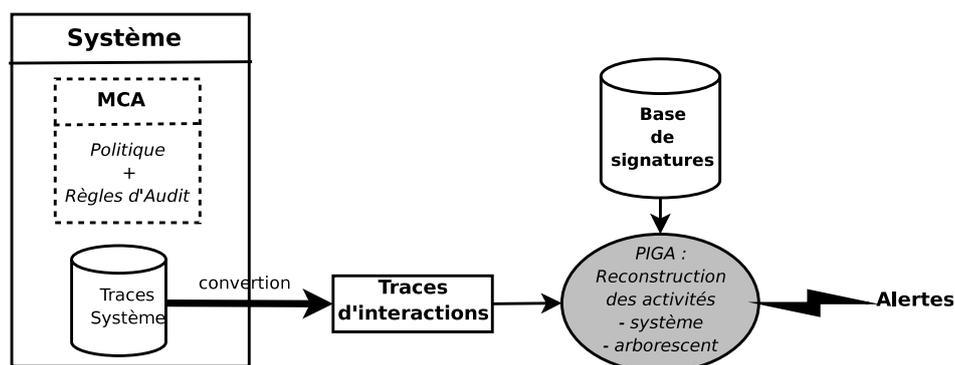 Système
MCA
Politique
+
Règles d'Audit
Traces
Système
convertion
Traces
d'interactions
Base
de
signatures
PIGA :
Reconstruction
des activités
- système
- arborescent
Alertes